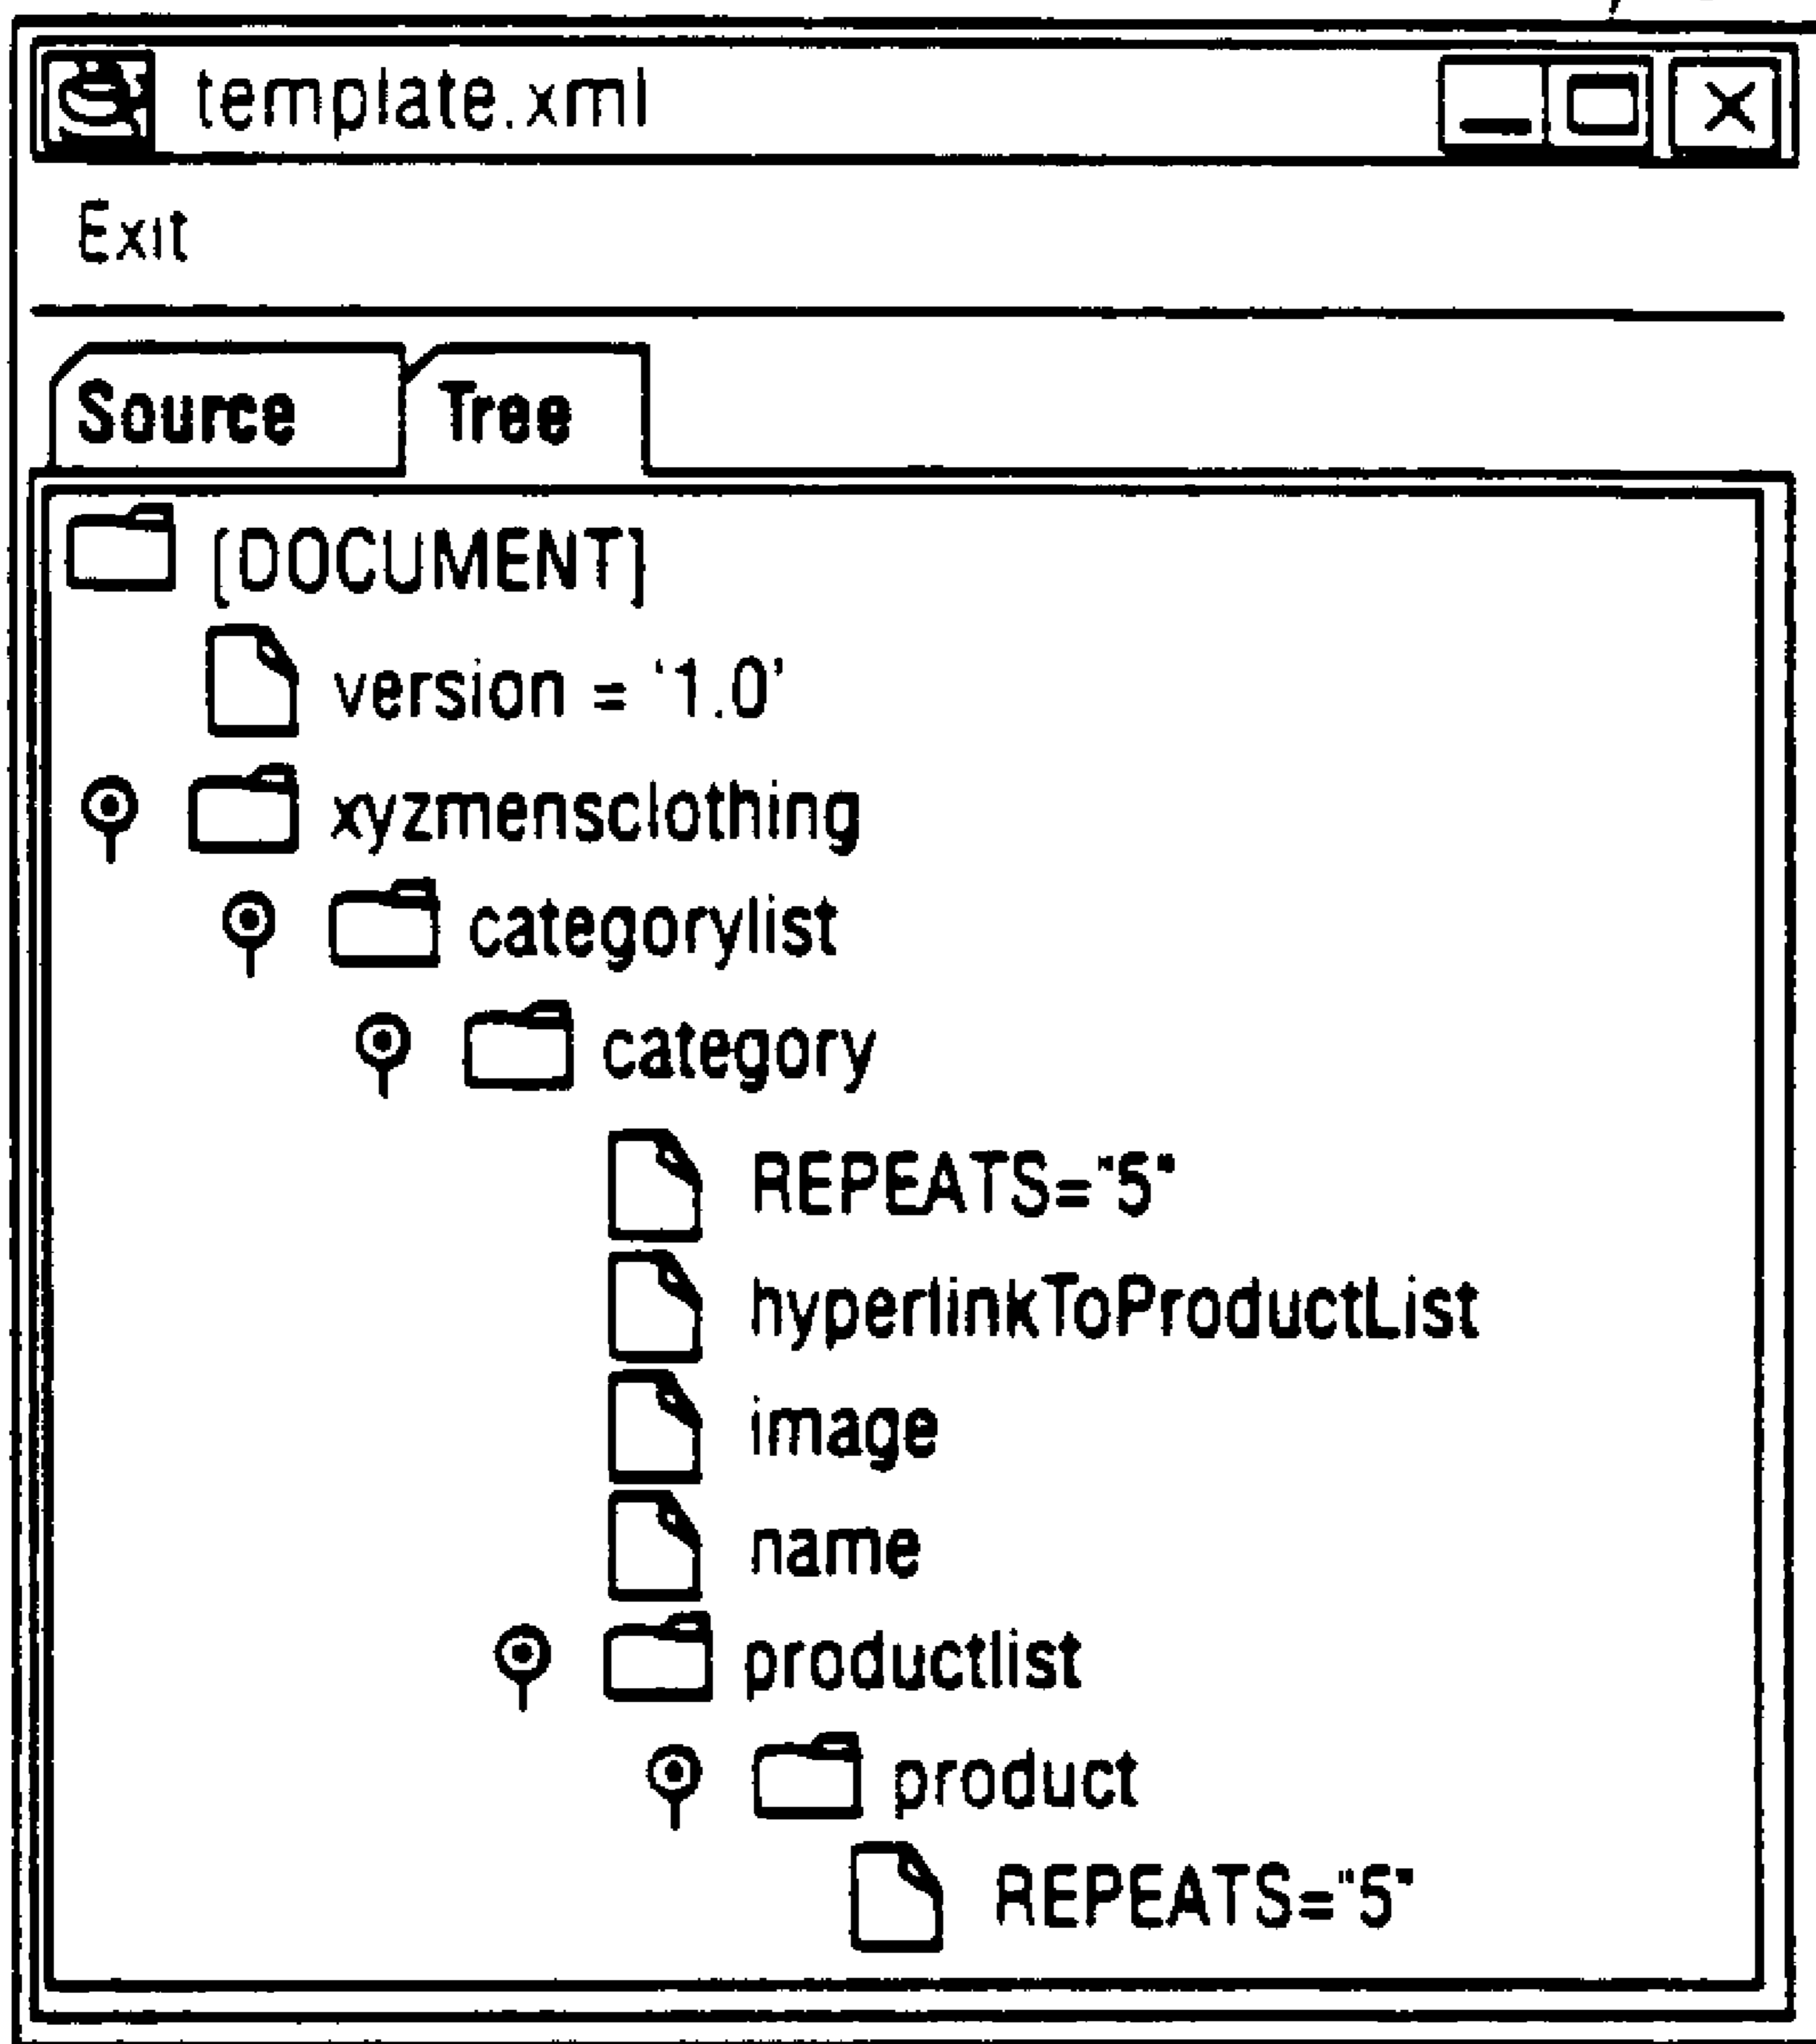 template.xml
Exit
Source Tree
[DOCUMENT]
version = ‘1.0’
xyzmensclothing
categorylist
category
REPEATS="5"
hyperlinkToProductList
image
name
productlist
product
REPEATS="5"